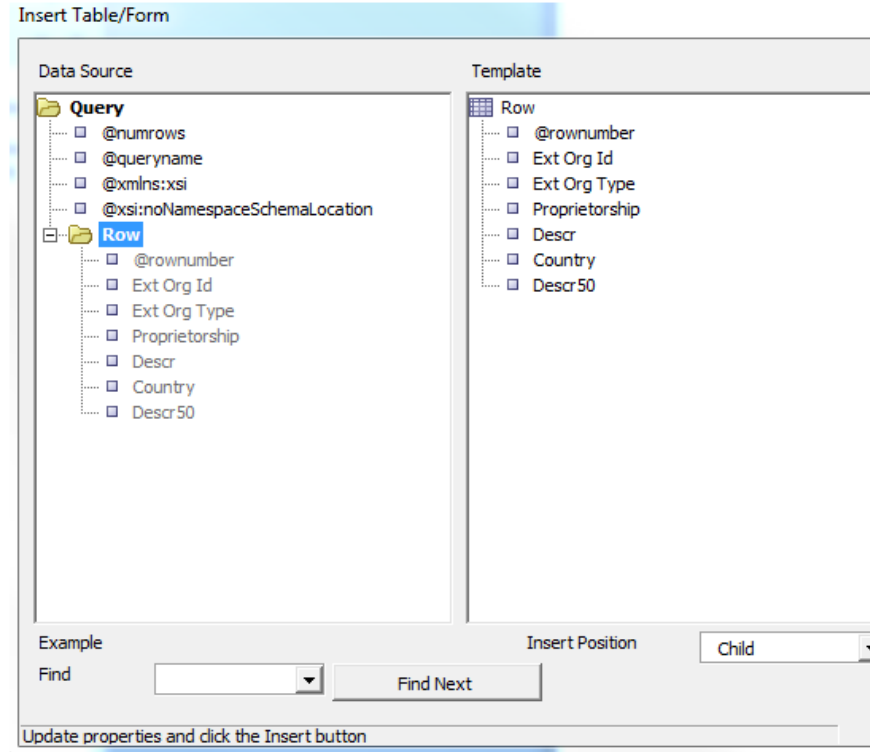 Insert Table/Form
Data Source
Query
@numrows
@queryname
@xmlns:xsi
@xsi:noNamespaceSchemaLocation
Row
@rownumber
Ext Org Id
Ext Org Type
Proprietorship
Descr
Country
Descr50
Template
Row
@rownumber
Ext Org Id
Ext Org Type
Proprietorship
Descr
Country
Descr50
Example
Insert Position
Child
Find
Find Next
Update properties and click the Insert button